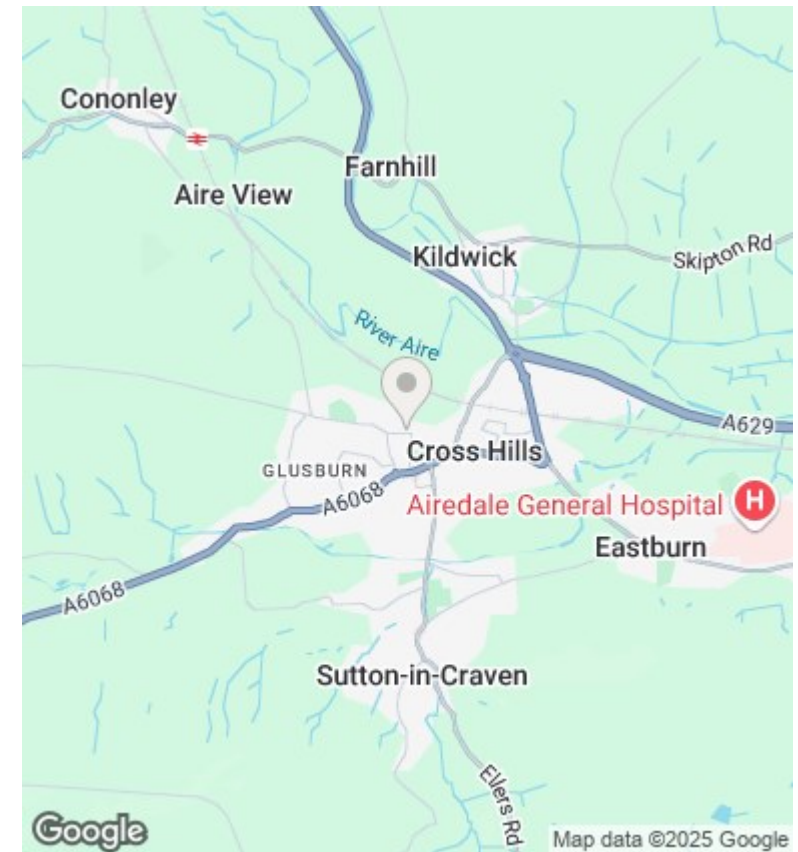 Cononley
Farnhill
Aire View
Kildwick
Skipton Rd
River Aire
A629
Cross Hills
GLUSBURN
A6068
Airedale General Hospital H
Eastburn
A6068
Sutton-in-Craven
Ellers Rd
Google
Map data ©2025 Google